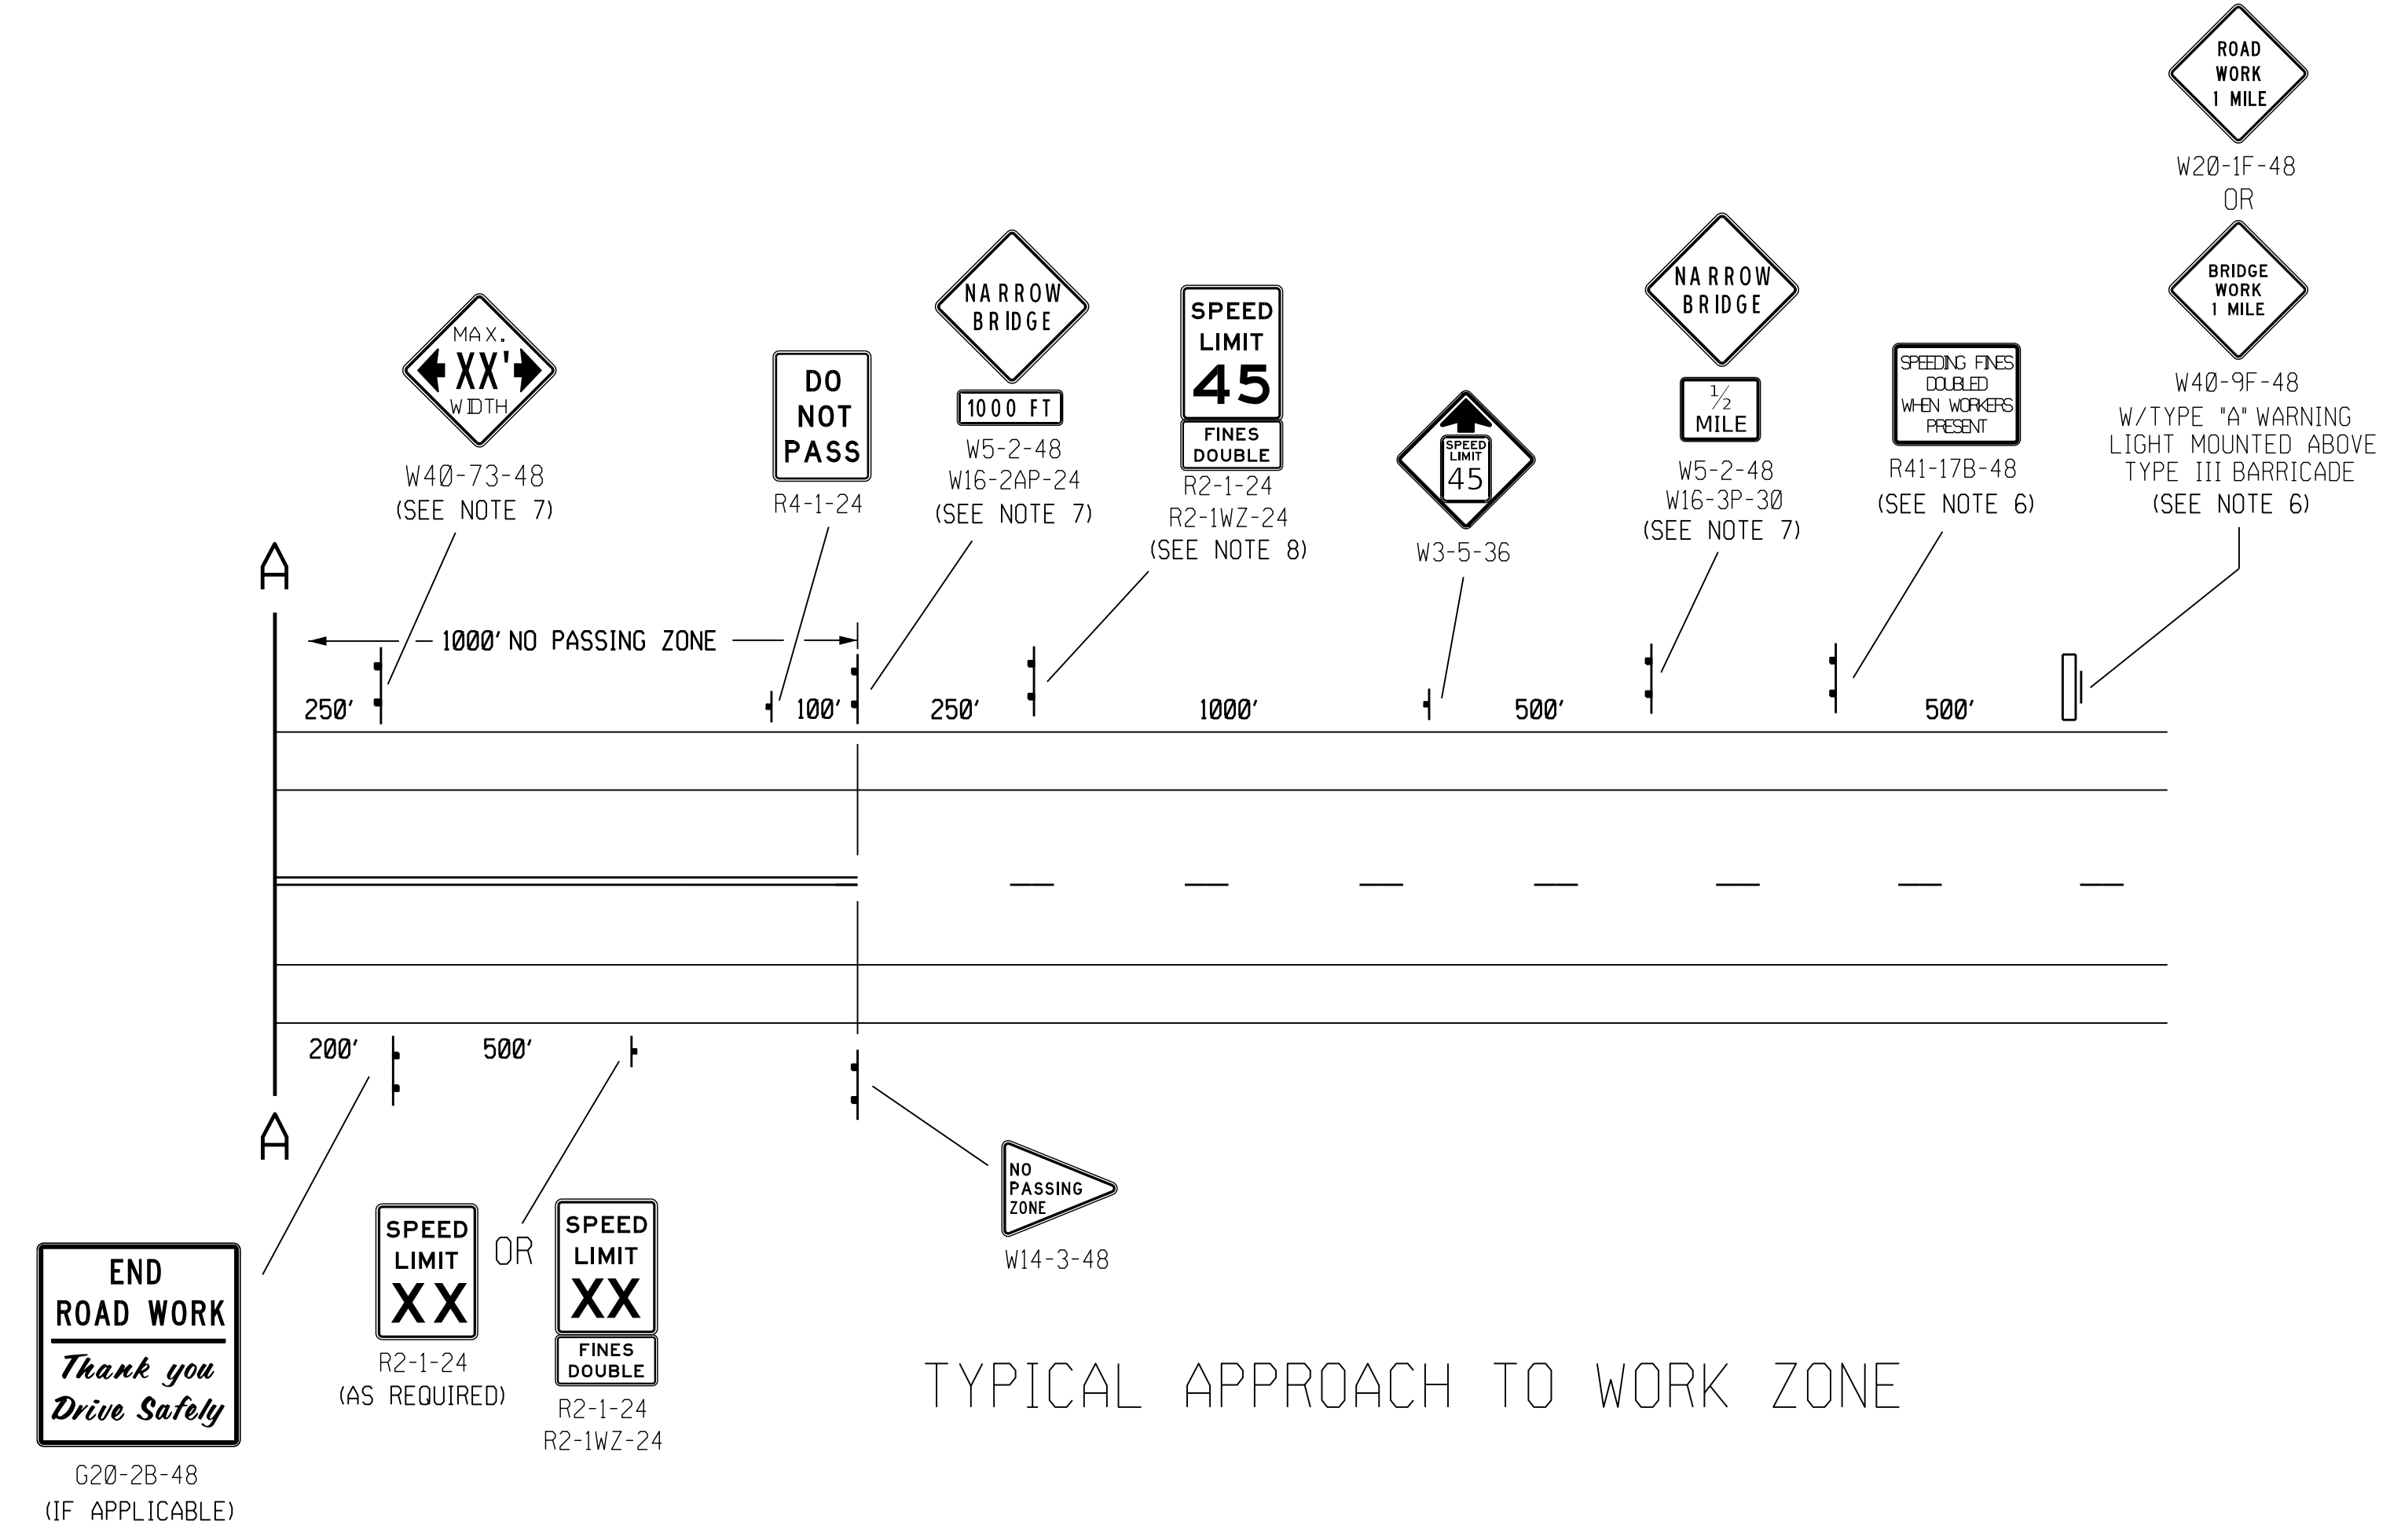 ROAD
WORK
1 MILE
W20-1F-48
OR
BRIDGE
WORK
1 MILE
W40-9F-48
W/TYPE "A" WARNING
LIGHT MOUNTED ABOVE
TYPE III BARRICADE
(SEE NOTE 6)
MAX.
XX'
WIDTH
W40-73-48
(SEE NOTE 7)
DO
NOT
PASS
R4-1-24
NARROW
BRIDGE
1000 FT
W5-2-48
W16-2AP-24
(SEE NOTE 7)
SPEED
LIMIT
45
FINES
DOUBLE
R2-1-24
R2-1WZ-24
(SEE NOTE 8)
SPEED
LIMIT
45
W3-5-36
NARROW
BRIDGE
1/2
MILE
W5-2-48
W16-3P-30
(SEE NOTE 7)
SPEEDING FINES
DOUBLED
WHEN WORKERS
PRESENT
R41-17B-48
(SEE NOTE 6)
A
1000' NO PASSING ZONE
250'
100'
250'
1000'
500'
500'
200'
500'
A
NO
PASSING
ZONE
W14-3-48
END
ROAD WORK
Thank you
Drive Safely
G20-2B-48
(IF APPLICABLE)
SPEED
LIMIT
XX
R2-1-24
(AS REQUIRED)
OR
SPEED
LIMIT
XX
FINES
DOUBLE
R2-1-24
R2-1WZ-24
TYPICAL APPROACH TO WORK ZONE